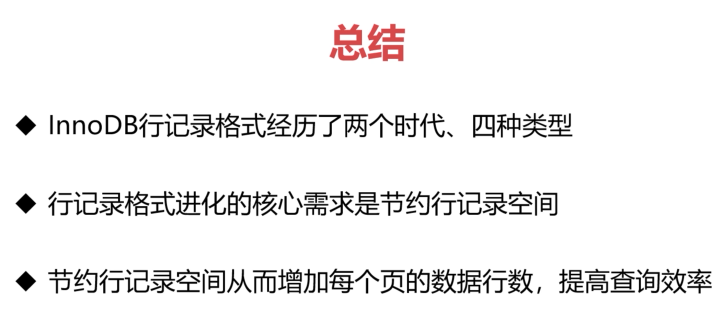 总结
◆ InnoDB行记录格式经历了两个时代、四种类型
◆ 行记录格式进化的核心需求是节约行记录空间
◆ 节约行记录空间从而增加每个页的数据行数，提高查询效率